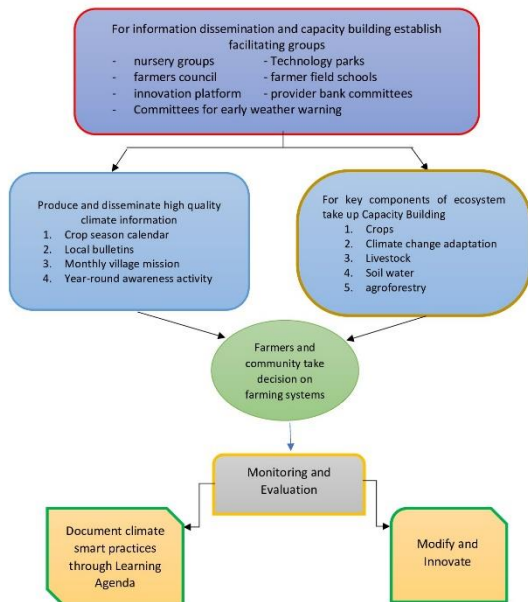 For information dissemination and capacity building establish
facilitating groups
- nursery groups - Technology parks
- farmers council - farmer field schools
- innovation platform - provider bank committees
- Committees for early weather warning
Produce and disseminate high quality
climate information
1. Crop season calendar
2. Local bulletins
3. Monthly village mission
4. Year-round awareness activity
For key components of ecosystem
take up Capacity Building
1. Crops
2. Climate change adaptation
3. Livestock
4. Soil water
5. agroforestry
Farmers and
community take
decision on
farming systems
Monitoring and
Evaluation
Document climate
smart practices
through Learning
Agenda
Modify and
Innovate